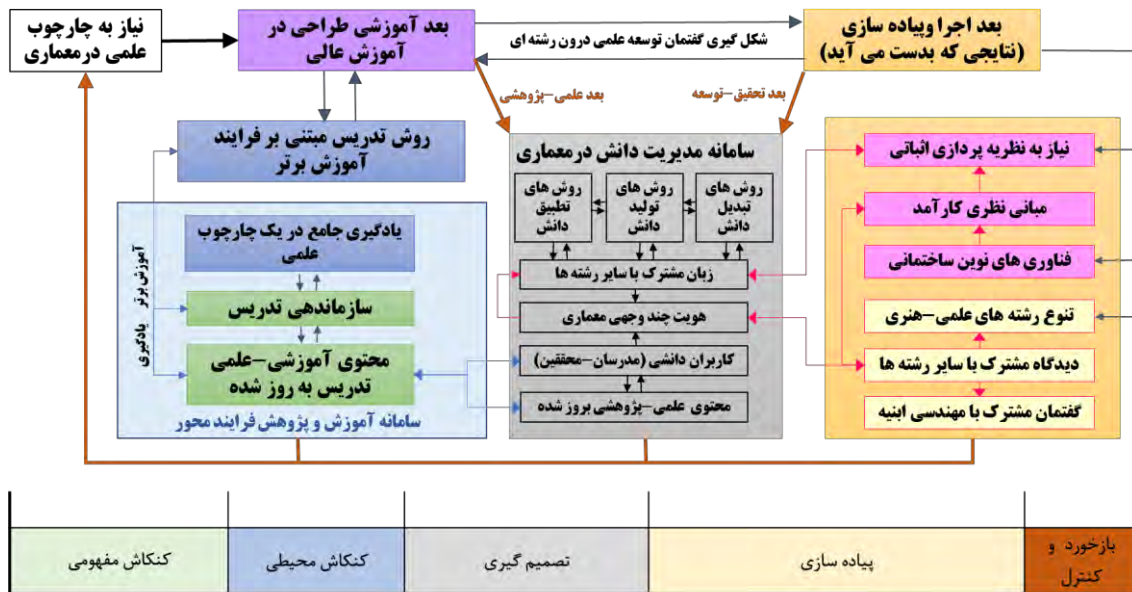 نیاز به چارچوب
علمی درمعماری
بعد آموزشی طراحی در
آموزش عالی
شکل گیری گفتمان توسعه علمی درون رشته ای
بعد اجرا وپیاده سازی
(نتایجی که بدست می آید)
بعد علمی–پژوهشی
بعد تحقیق–توسعه
روش تدریس مبتنی بر فرایند
آموزش برتر
یادگیری جامع در یک چارچوب
علمی
سازماندهی تدریس
محتوی آموزشی–علمی
تدریس به روز شده
سامانه آموزش و پژوهش فرایند محور
آموزش برتر
یادگیری
سامانه مدیریت دانش درمعماری
روش های
تطبیق
دانش
روش های
تولید
دانش
روش های
تبدیل
دانش
زبان مشترک با سایر رشته ها
هویت چند وجهی معماری
کاربران دانشی (مدرسان–محققین)
محتوی علمی–پژوهشی بروز شده
نیاز به نظریه پردازی اثباتی
مبانی نظری کارآمد
فناوری های نوین ساختمانی
تنوع رشته های علمی–هنری
دیدگاه مشترک با سایر رشته ها
گفتمان مشترک با مهندسی ابنیه
کنکاش مفهومی
کنکاش محیطی
تصمیم گیری
پیاده سازی
بازخورد و
کنترل